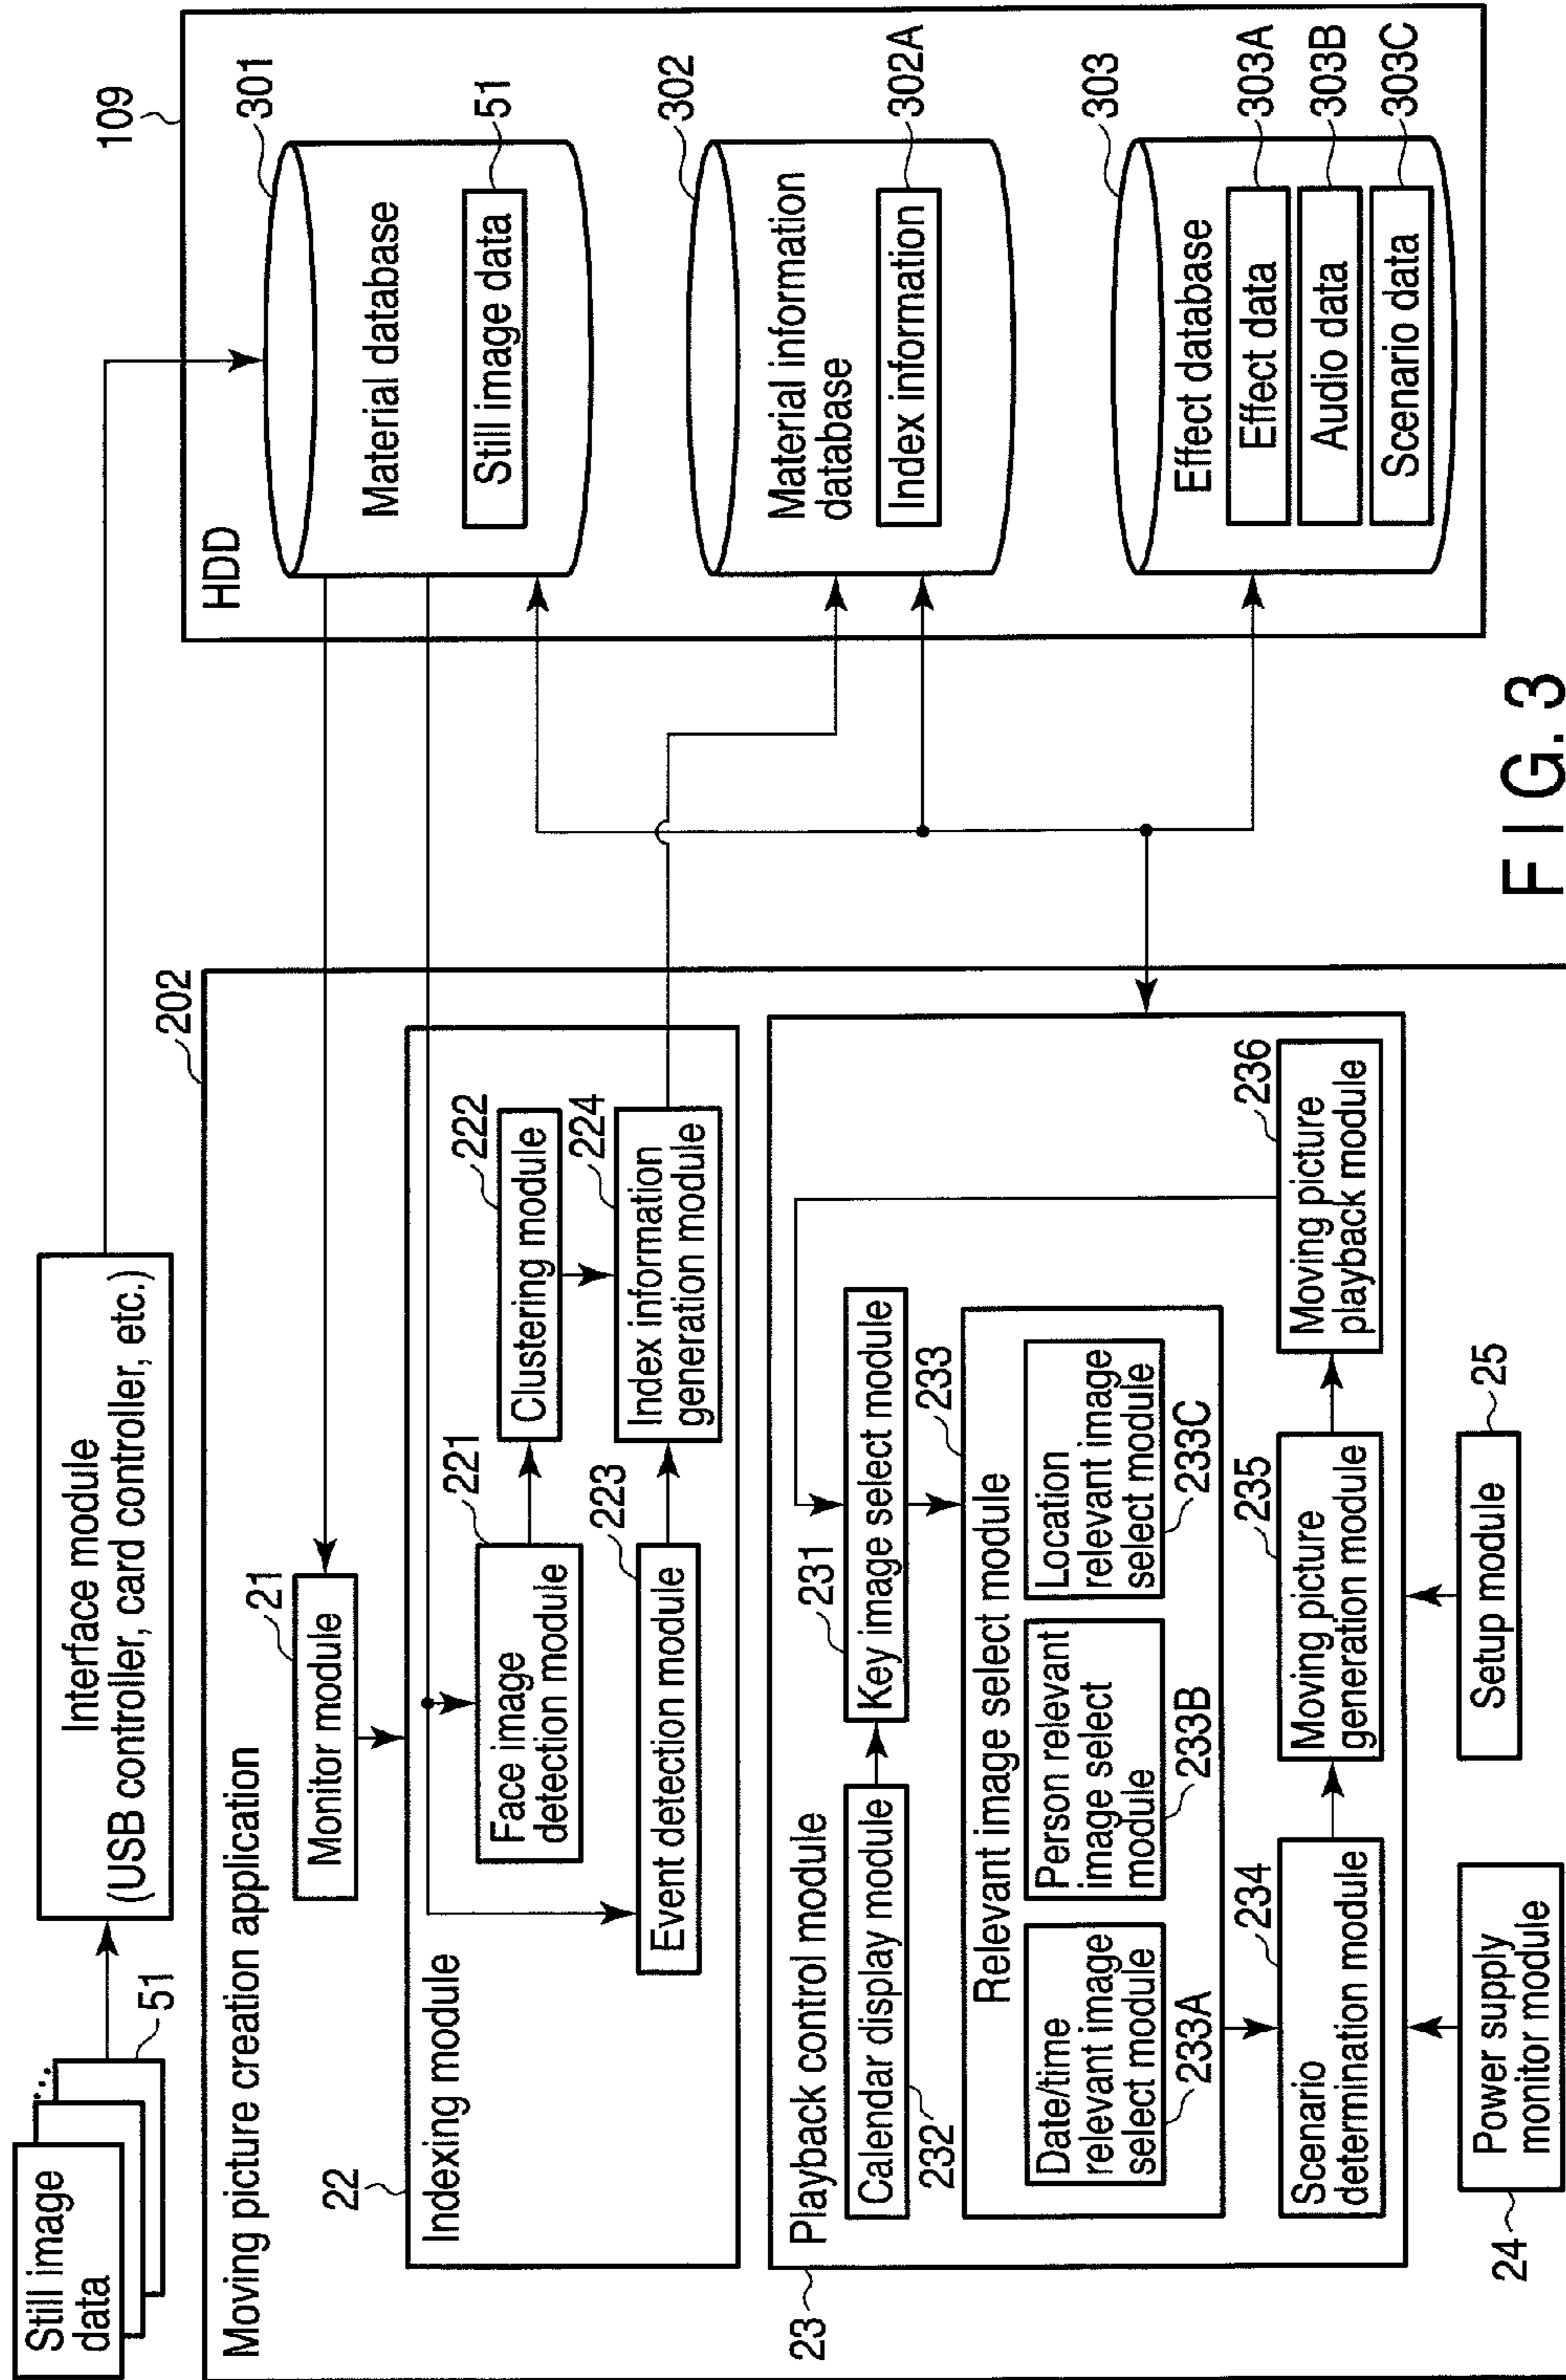 Still image
data
...
51
Interface module
(USB controller, card controller, etc.)
202
Moving picture creation application
21
Monitor module
22
Indexing module
221
Face image
detection module
222
Clustering module
223
Event detection module
224
Index information
generation module
23
Playback control module
231
Key image select module
Calendar display module
232
233
Relevant image select module
Date/time
relevant image
select module
233A
Person relevant
image select
module
233B
Location
relevant image
select module
233C
234
Scenario
determination module
235
Moving picture
generation module
236
Moving picture
playback module
Power supply
monitor module
24
Setup module
25
109
HDD
301
Material database
Still image data
51
302
Material information
database
Index information
302A
303
Effect database
Effect data
303A
Audio data
303B
Scenario data
303C
FIG. 3